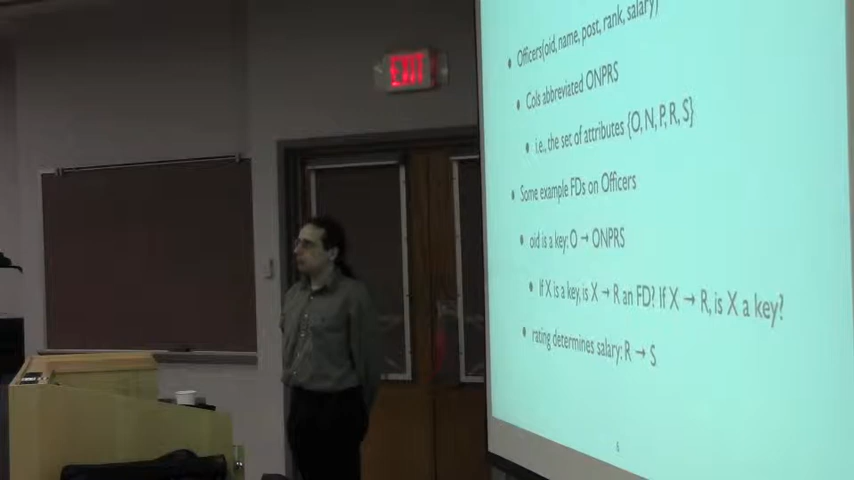 EXIT
Officers(oid, name, post, rank, salary)
• Cols abbreviated ONPRS
• i.e., the set of attributes {O, N, P, R, S}
• Some example FDs on Officers
• oid is a key: O → ONPRS
• If X is a key, is X → R an FD? If X → R, is X a key?
• rating determines salary: R → S
6